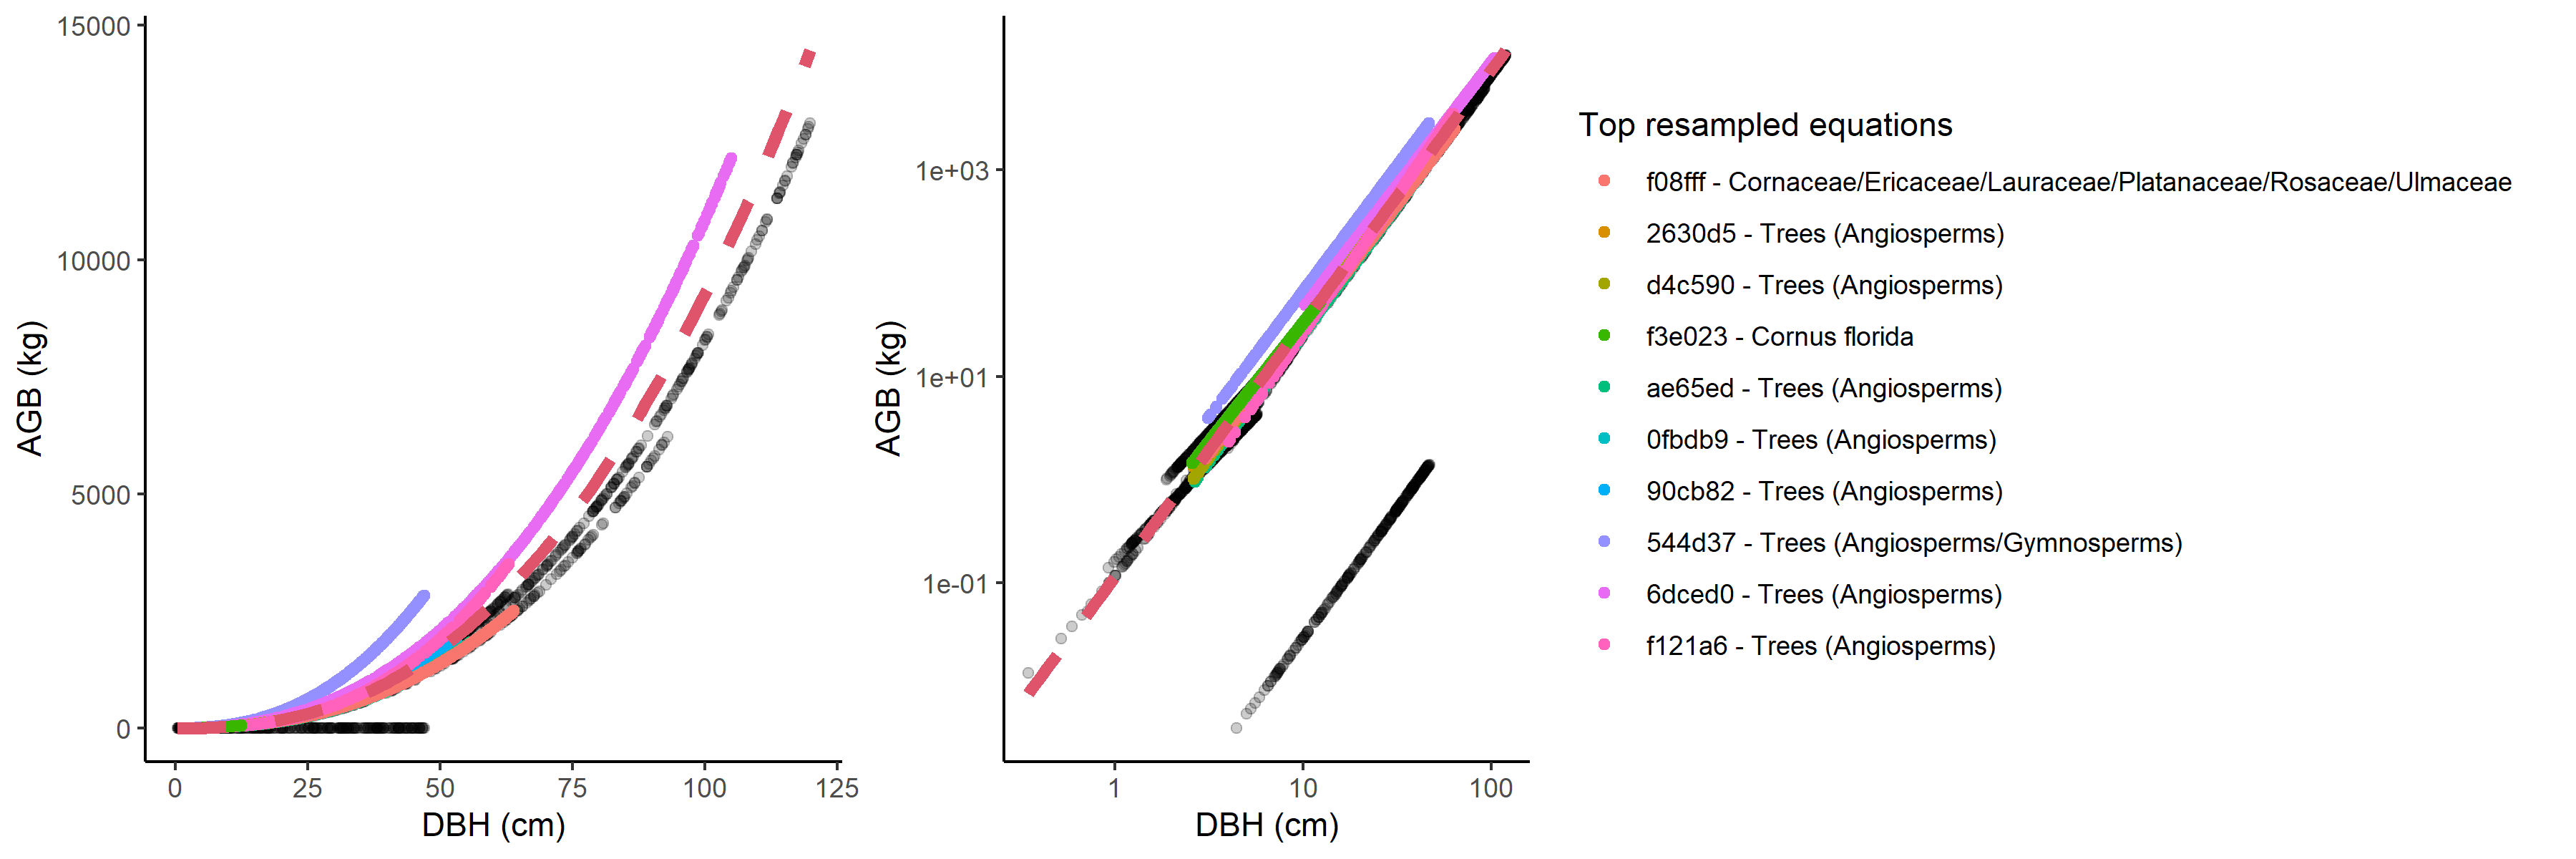 15000
10000
5000
0
AGB (kg)
0 25 50 75 100 125
DBH (cm)
1e+03
1e+01
1e-01
AGB (kg)
1 10 100
DBH (cm)
Top resampled equations
f08fff - Cornaceae/Ericaceae/Lauraceae/Platanaceae/Rosaceae/Ulmaceae
2630d5 - Trees (Angiosperms)
d4c590 - Trees (Angiosperms)
f3e023 - Cornus florida
ae65ed - Trees (Angiosperms)
0fbdb9 - Trees (Angiosperms)
90cb82 - Trees (Angiosperms)
544d37 - Trees (Angiosperms/Gymnosperms)
6dced0 - Trees (Angiosperms)
f121a6 - Trees (Angiosperms)